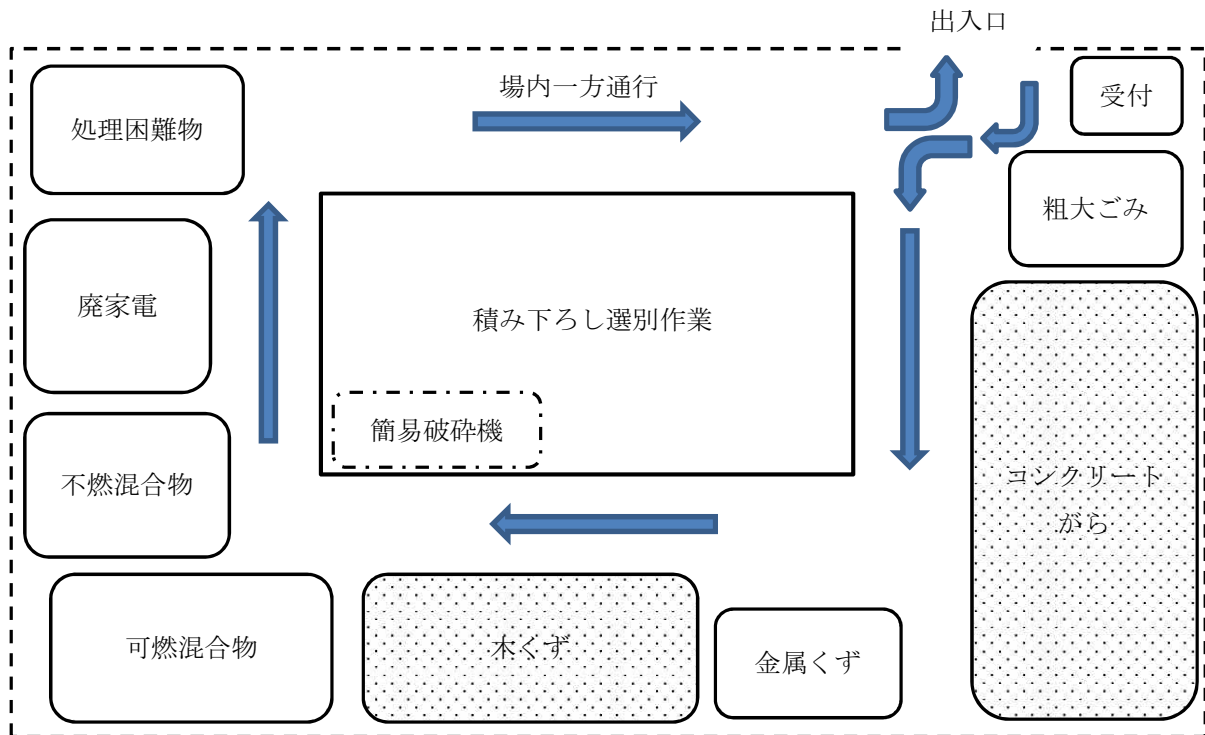 出入口
場内一方通行
受付
処理困難物
粗大ごみ
廃家電
積み下ろし選別作業
簡易破砕機
不燃混合物
コンクリート
がら
可燃混合物
木くず
金属くず